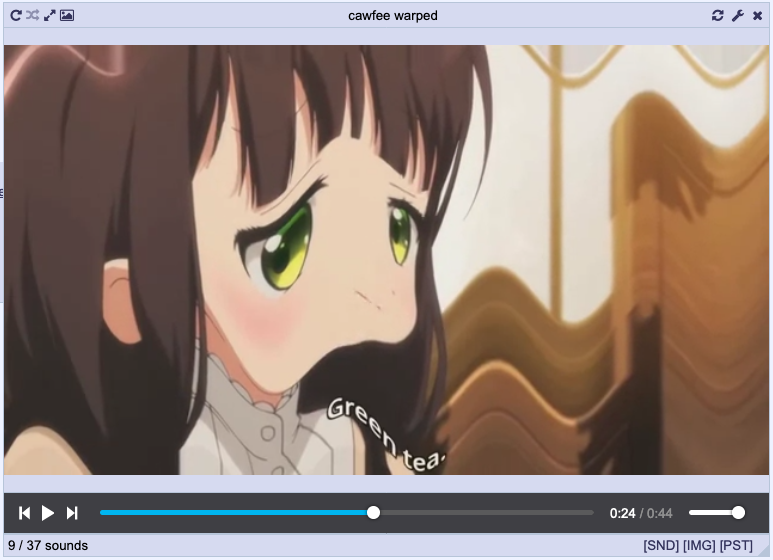 cawfee warped
Green tea.
0:24 / 0:44
9 / 37 sounds
[SND] [IMG] [PST]